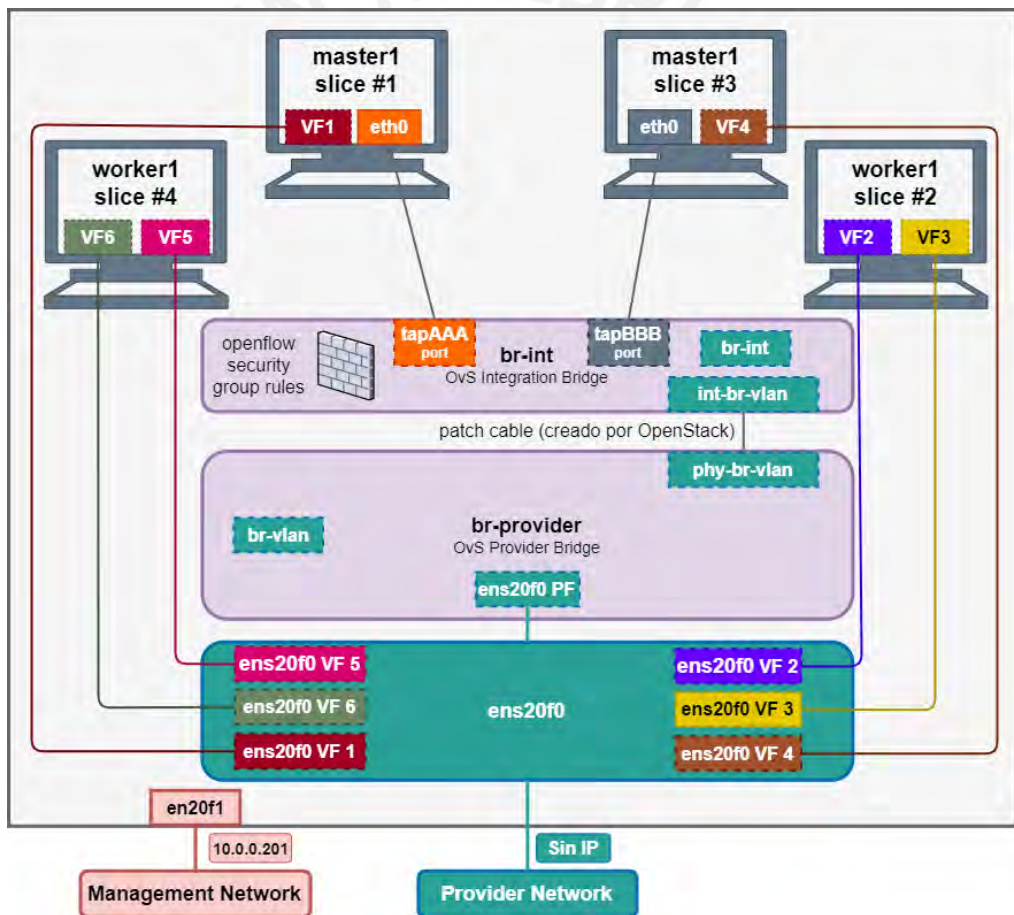 master1
slice #1
VF1
eth0
master1
slice #3
eth0
VF4
worker1
slice #4
VF6
VF5
worker1
slice #2
VF2
VF3
openflow
security
group rules
tapAAA
port
br-int
OvS Integration Bridge
tapBBB
port
br-int
int-br-vlan
patch cable (creado por OpenStack)
phy-br-vlan
br-vlan
br-provider
OvS Provider Bridge
ens20f0 PF
ens20f0 VF 5
ens20f0 VF 6
ens20f0 VF 1
ens20f0
ens20f0 VF 2
ens20f0 VF 3
ens20f0 VF 4
en20f1
10.0.0.201
Sin IP
Management Network
Provider Network